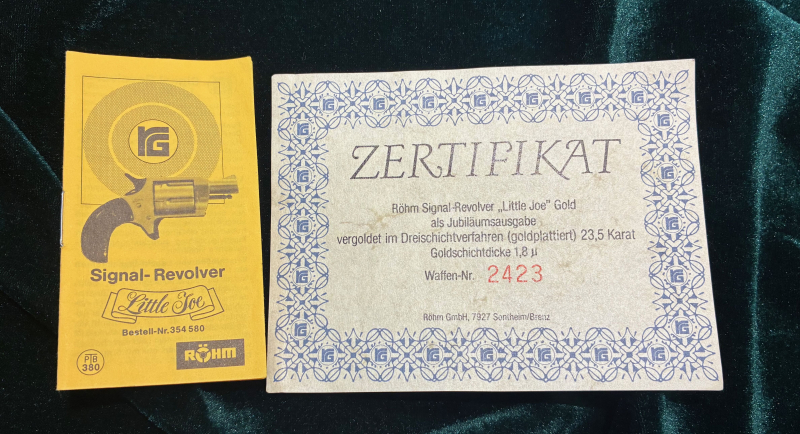 RG
Signal-Revolver
Little Joe
Bestell-Nr. 354 580
PTB
380
RÖHM
ZERTIFIKAT
Röhm Signal-Revolver „Little Joe" Gold
als Jubiläumsausgabe
vergoldet im Dreischichtverfahren (goldplattiert) 23,5 Karat
Goldschichtdicke 1,8 µ
Waffen-Nr. 2423
Röhm GmbH, 7927 Sontheim/Brenz